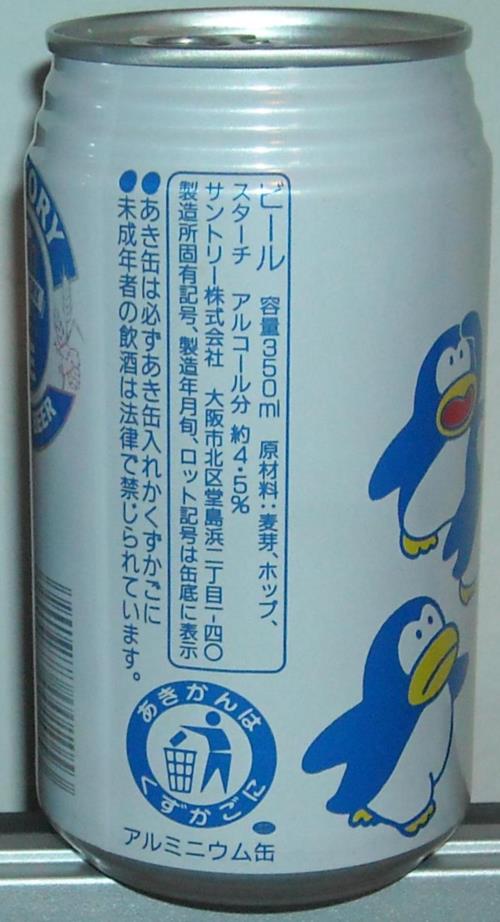 ビール 容量350ml 原材料:麦芽、ホップ、
スターチ アルコール分 約4・5%
サントリー株式会社 大阪市北区堂島浜二丁目一-四〇
製造所固有記号、製造年月旬、ロット記号は缶底に表示
●あき缶は必ずあき缶入れかくずかごに
●未成年者の飲酒は法律で禁じられています。
ORY
BEER
あきかんは
くずかごに
アルミニウム缶